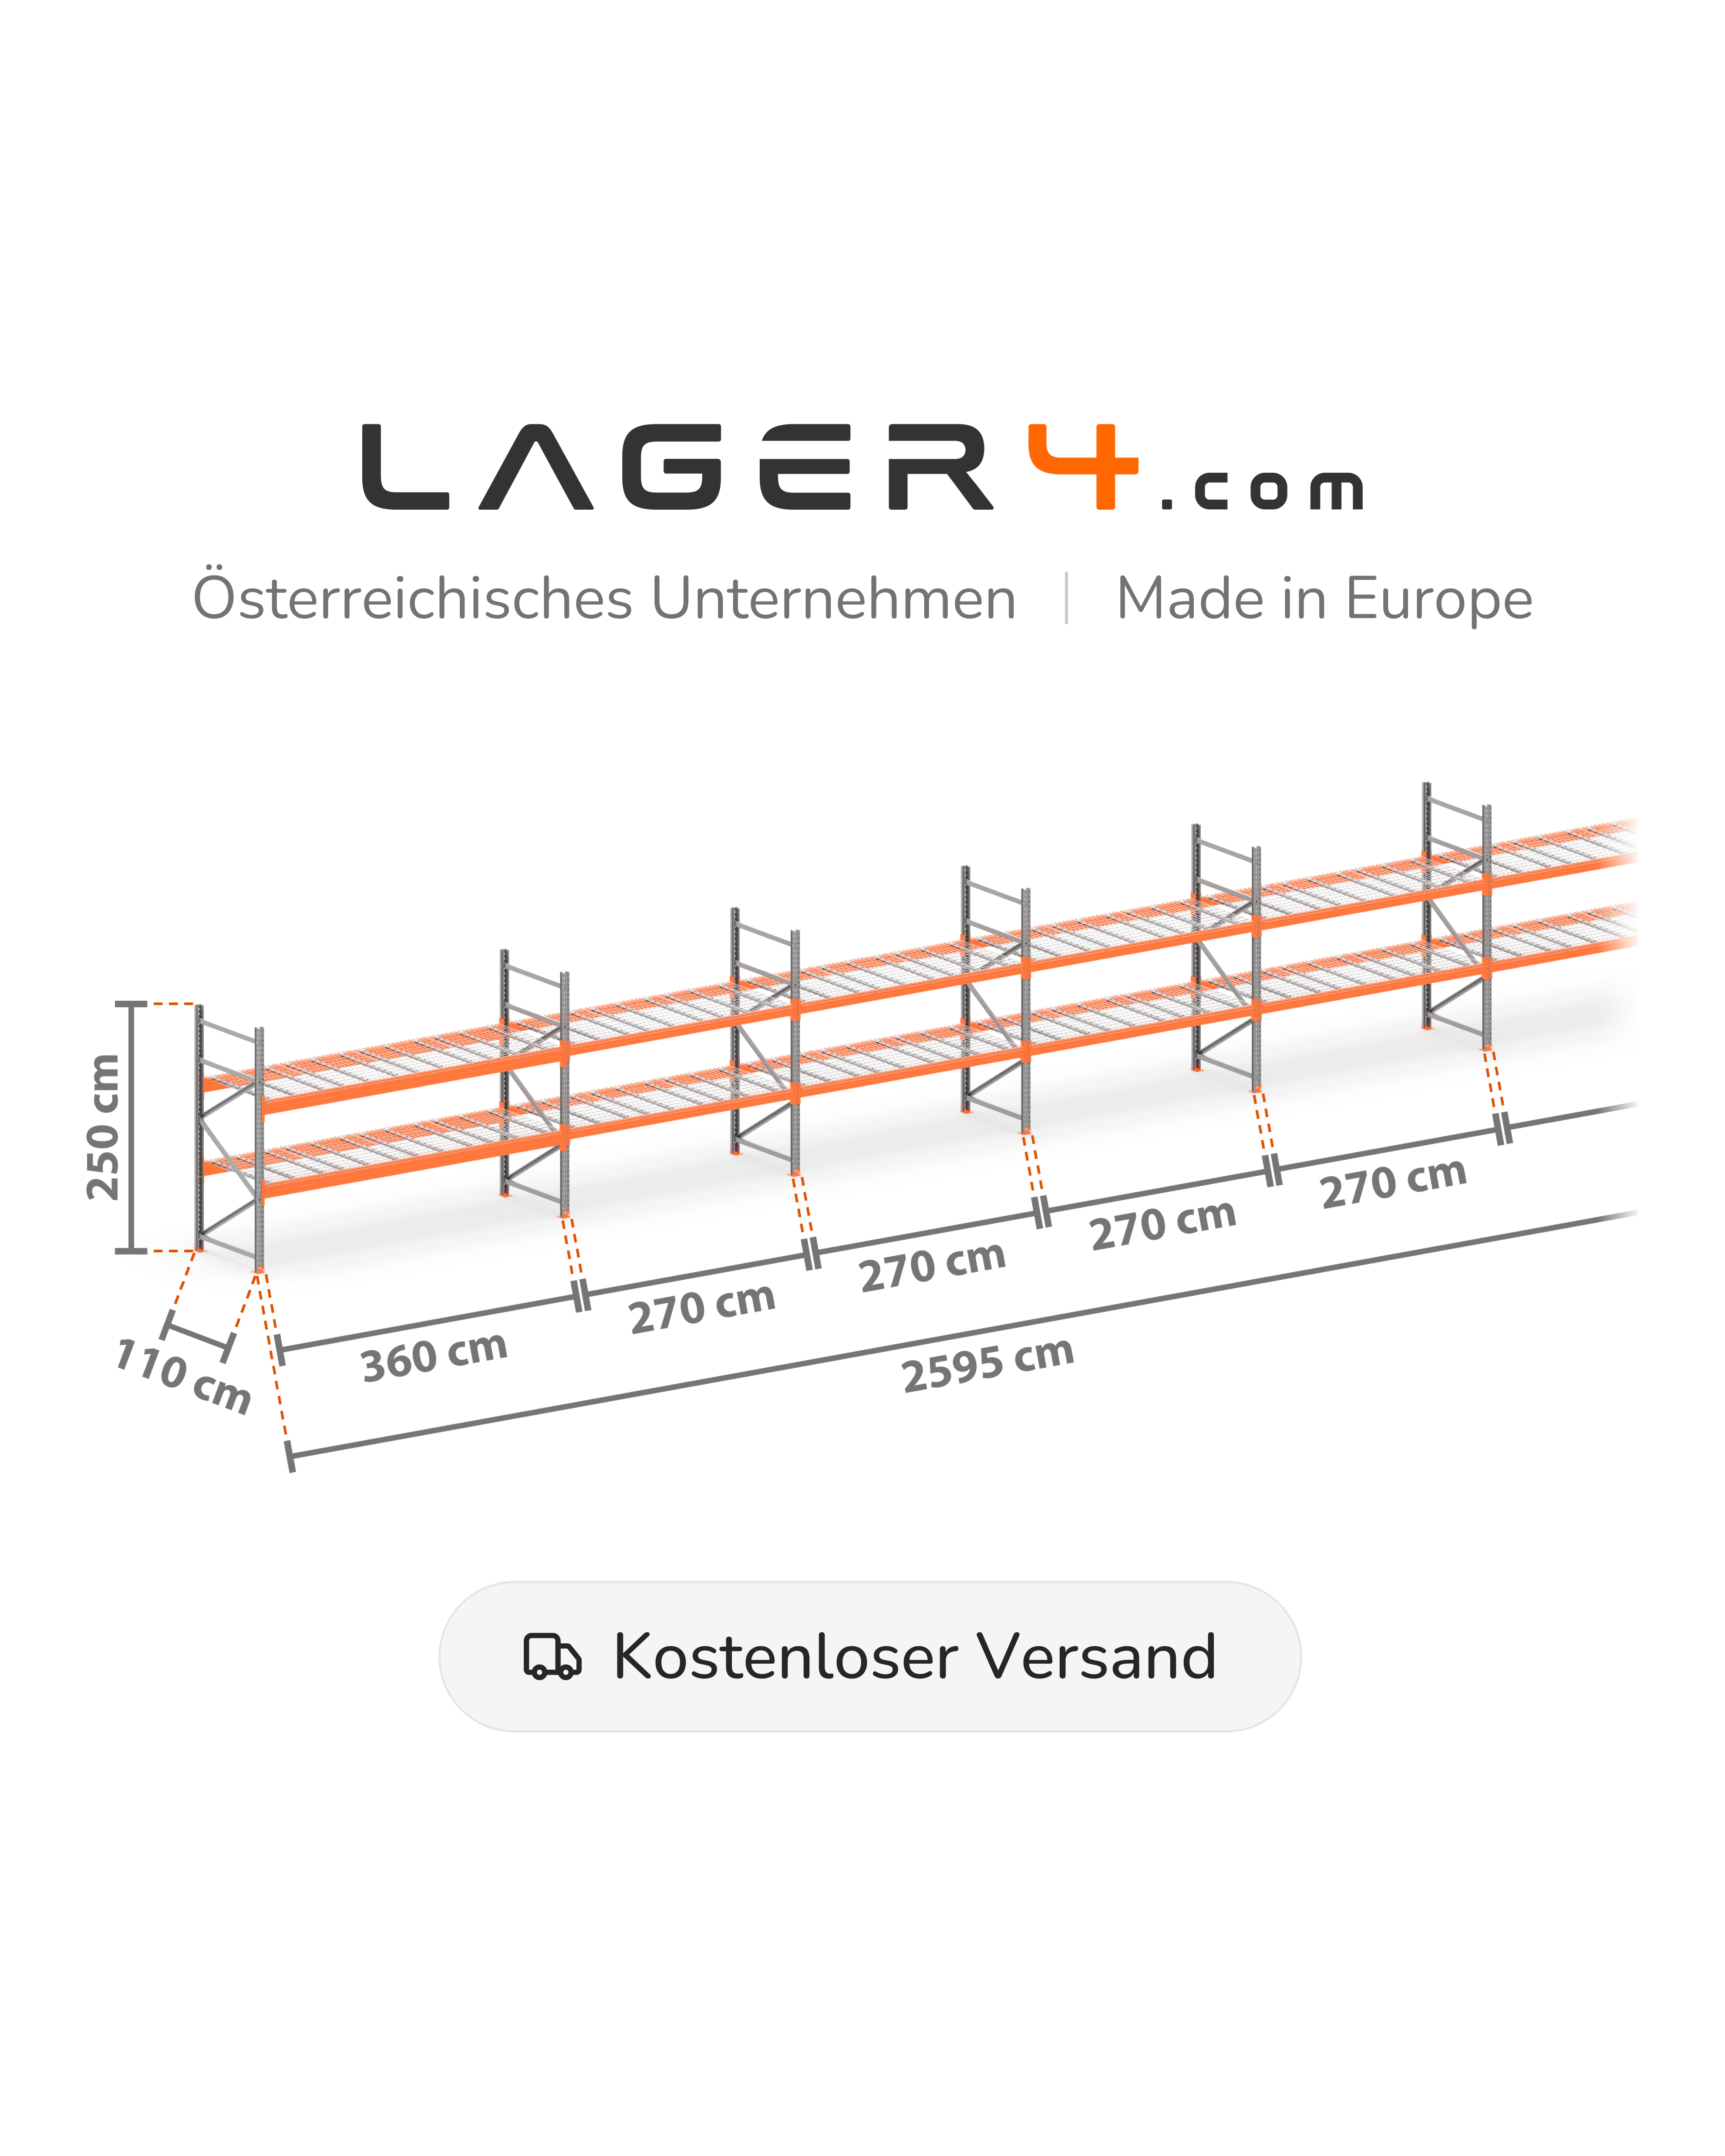 LAGER4.com
Österreichisches Unternehmen | Made in Europe
250 cm
110 cm
360 cm
270 cm
270 cm
270 cm
270 cm
2595 cm
Kostenloser Versand